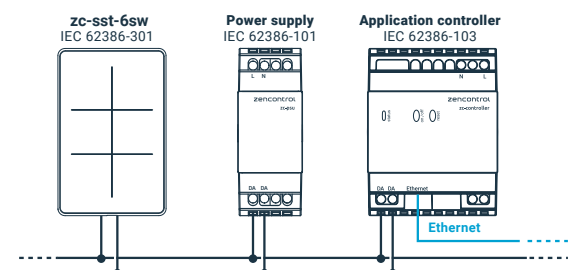 zc-sst-6sw
IEC 62386-301
Power supply
IEC 62386-101
Application controller
IEC 62386-103
L N
zencontrol
zc-psu
DA DA
N L
zencontrol
zc-controller
DA DA Ethernet
Ethernet